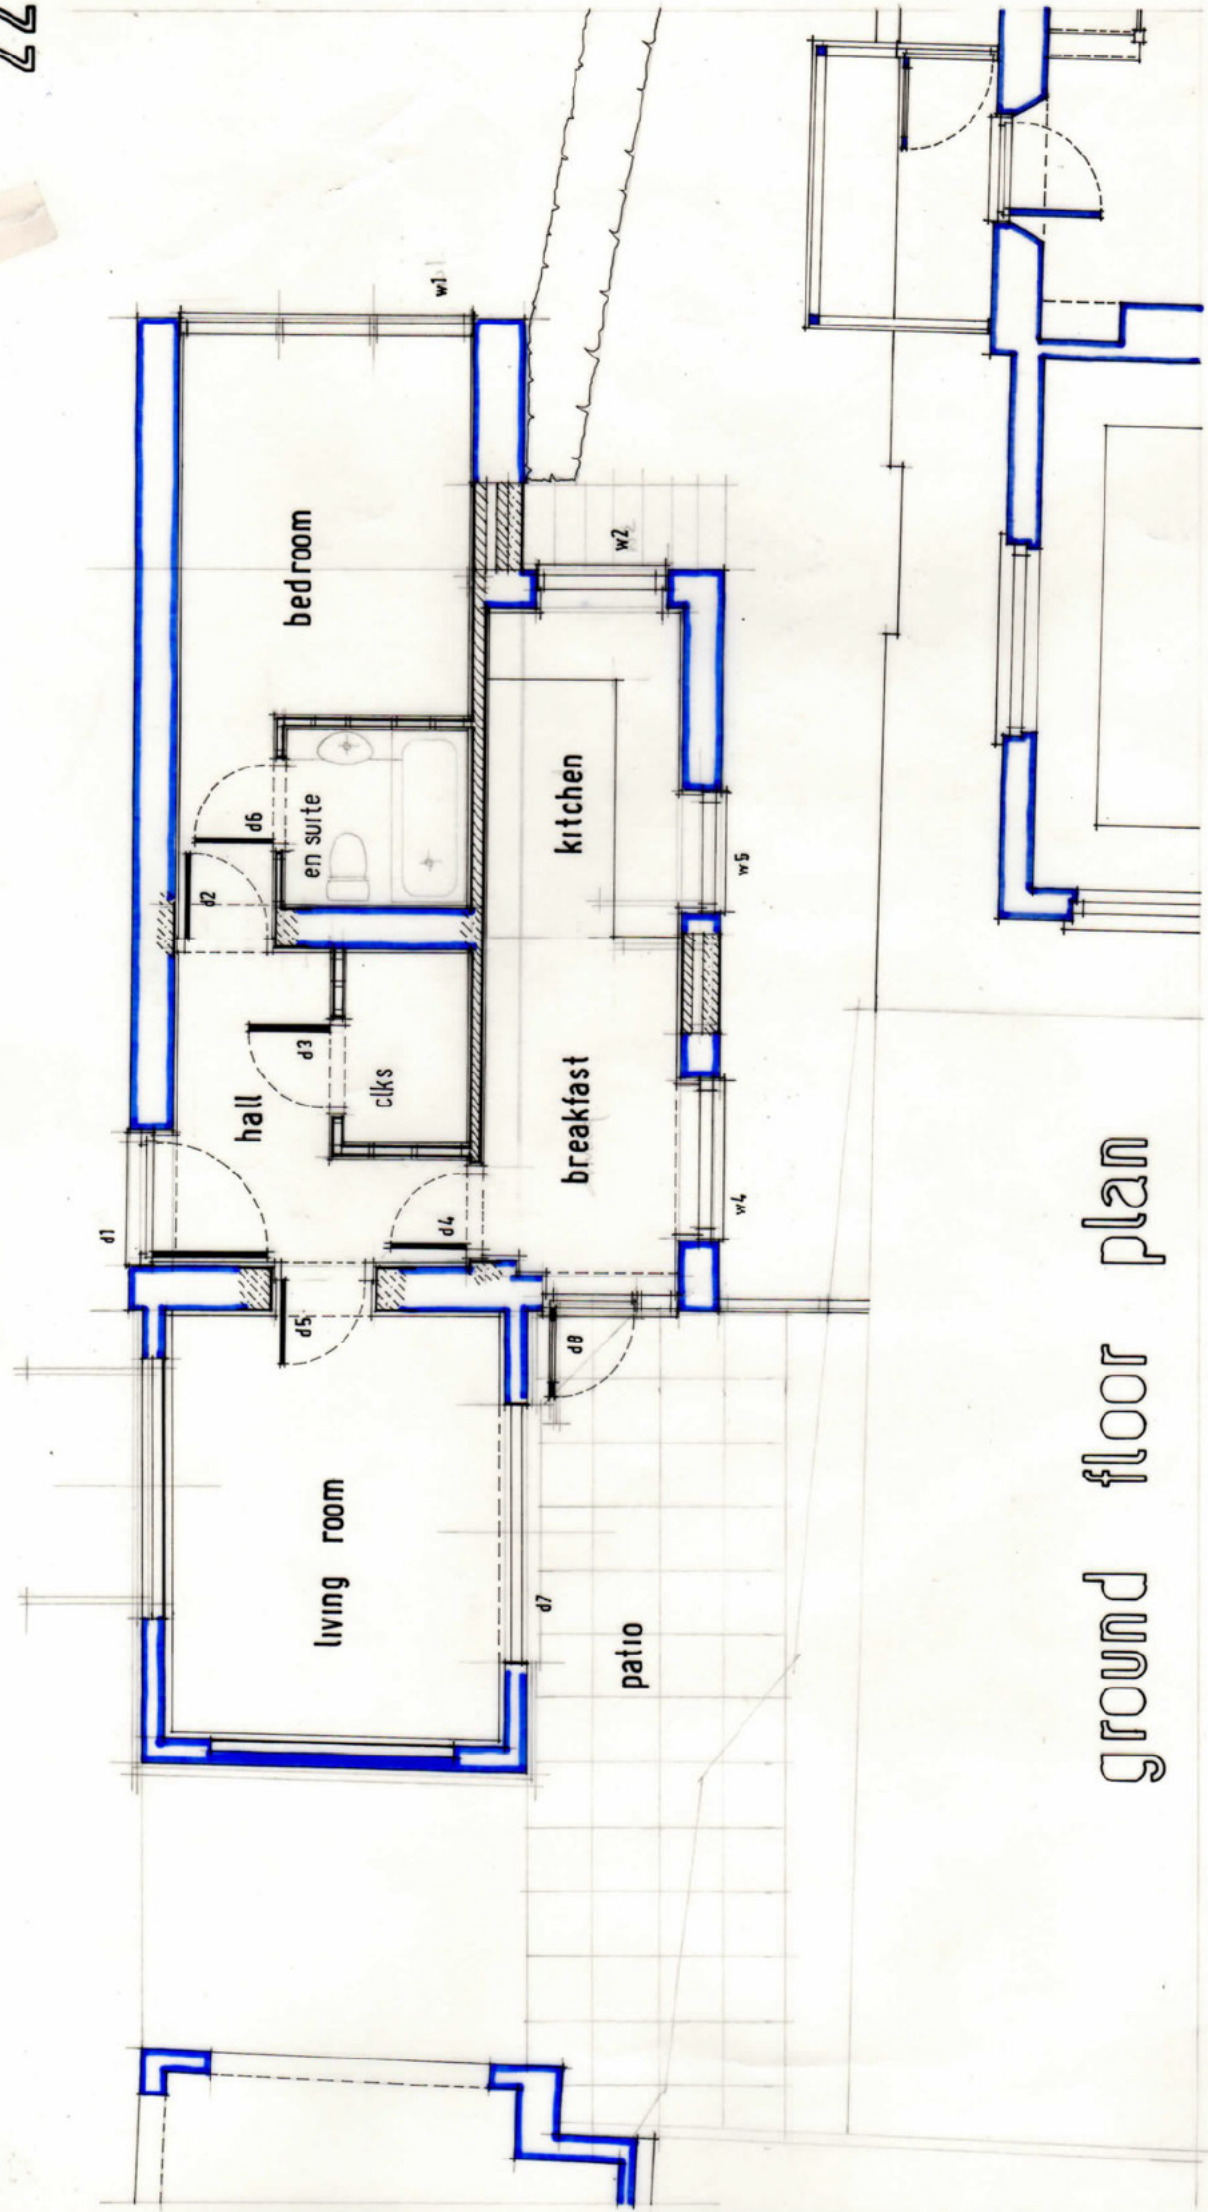 22
w1
bedroom
w2
d6
en suite
d2
kitchen
w5
d3
clks
hall
breakfast
d1
d4
w4
d5
d8
living room
d7
patio
ground floor plan